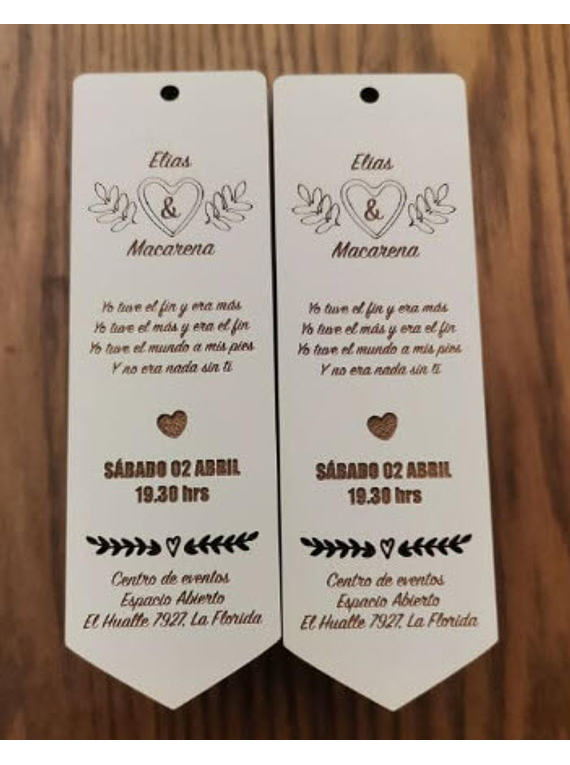 Elias
&
Macarena
Yo tuve el fin y era más
Yo tuve el más y era el fin
Yo tuve el mundo a mis pies
Y no era nada sin ti
SÁBADO 02 ABRIL
19.30 hrs
Centro de eventos
Espacio Abierto
El Hualle 7927, La Florida
Elias
&
Macarena
Yo tuve el fin y era más
Yo tuve el más y era el fin
Yo tuve el mundo a mis pies
Y no era nada sin ti
SÁBADO 02 ABRIL
19.30 hrs
Centro de eventos
Espacio Abierto
El Hualle 7927, La Florida